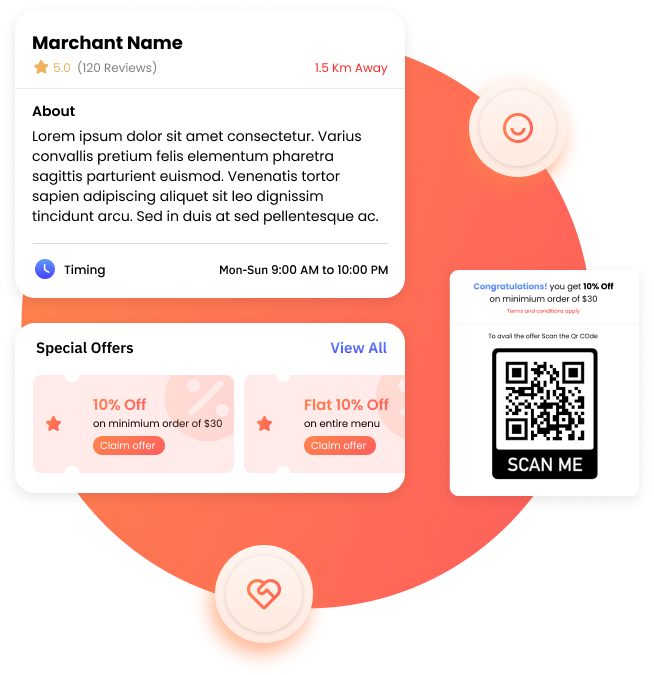 Marchant Name
5.0 (120 Reviews)
1.5 Km Away
About
Lorem ipsum dolor sit amet consectetur. Varius
convallis pretium felis elementum pharetra
sagittis parturient euismod. Venenatis tortor
sapien adipiscing aliquet sit leo dignissim
tincidunt arcu. Sed in duis at sed pellentesque ac.
Timing
Mon-Sun 9:00 AM to 10:00 PM
Special Offers
View All
10% Off
on minimium order of $30
Claim offer
Flat 10% Off
on entire menu
Claim offer
Congratulations! you get 10% Off
on minimum order of $30
Terms and conditions apply
To avail the offer Scan the Qr COde
SCAN ME